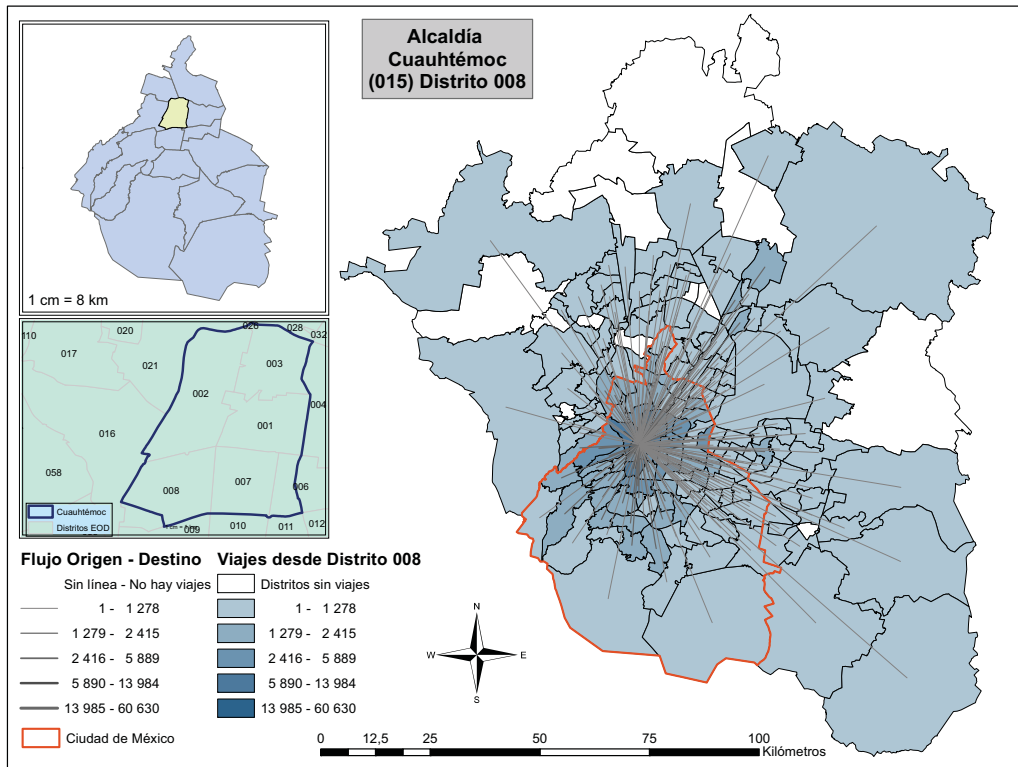 Alcaldía
Cuauhtémoc
(015) Distrito 008
1 cm = 8 km
020
026
028
032
110
017
021
003
002
004
001
016
058
008
007
006
009
010
011
012
Cuauhtémoc
Distritos EOD
Flujo Origen - Destino
Sin línea - No hay viajes
1 - 1 278
1 279 - 2 415
2 416 - 5 889
5 890 - 13 984
13 985 - 60 630
Ciudad de México
Viajes desde Distrito 008
Distritos sin viajes
1 - 1 278
1 279 - 2 415
2 416 - 5 889
5 890 - 13 984
13 985 - 60 630
N
W
E
S
0
12,5
25
50
75
100
Kilómetros